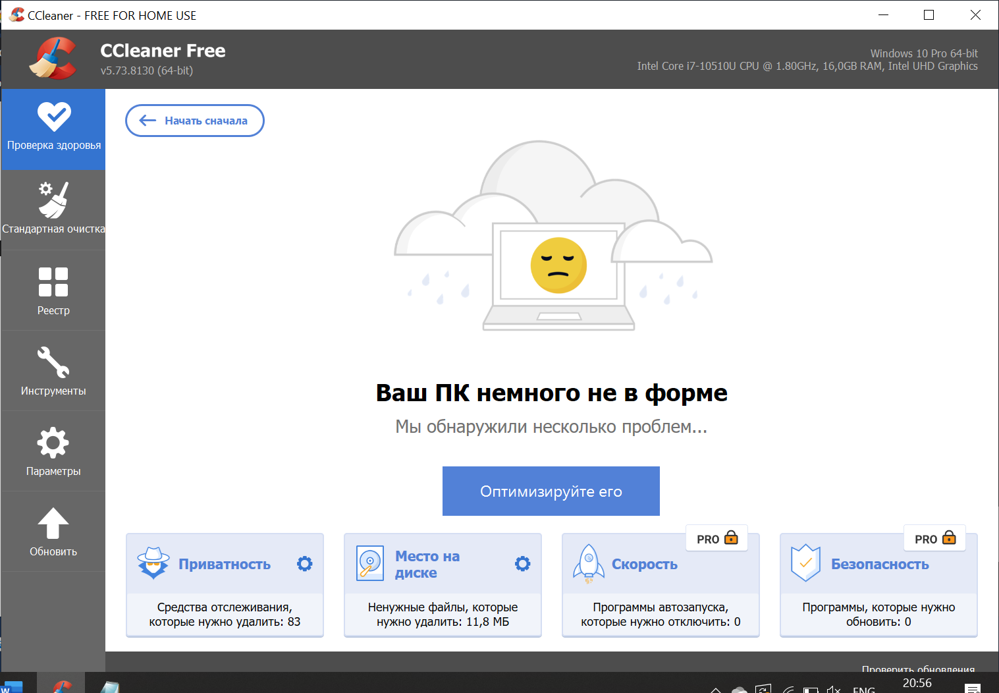 CCleaner - FREE FOR HOME USE
CCleaner Free
v5.73.8130 (64-bit)
Windows 10 Pro 64-bit
Intel Core i7-10510U CPU @ 1.80GHz, 16,0GB RAM, Intel UHD Graphics
Проверка здоровья
Стандартная очистка
Реестр
Инструменты
Параметры
Обновить
Начать сначала
Ваш ПК немного не в форме
Мы обнаружили несколько проблем...
Оптимизируйте его
Приватность
Средства отслеживания,
которые нужно удалить: 83
Место на
диске
Ненужные файлы, которые
нужно удалить: 11,8 МБ
PRO
Скорость
Программы автозапуска,
которые нужно отключить: 0
PRO
Безопасность
Программы, которые нужно
обновить: 0
Проверить обновления
W
ENG
20:56